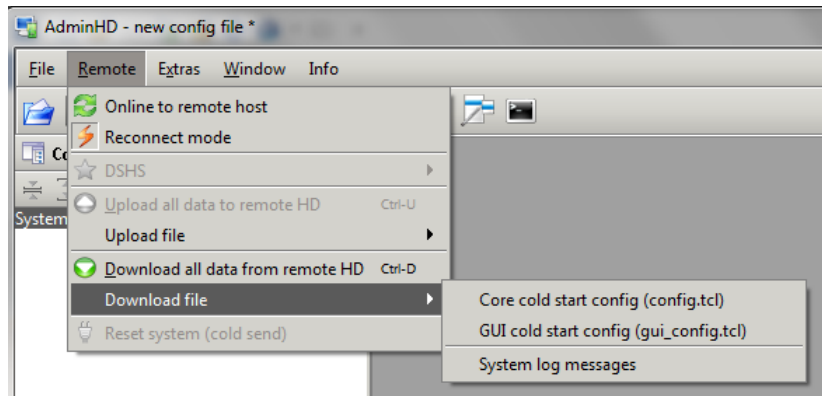 AdminHD - new config file *
File Remote Extras Window Info
Online to remote host
Reconnect mode
DSHS
Upload all data to remote HD Ctrl-U
System
Upload file
Download all data from remote HD Ctrl-D
Download file
Core cold start config (config.tcl)
GUI cold start config (gui_config.tcl)
Reset system (cold send)
System log messages